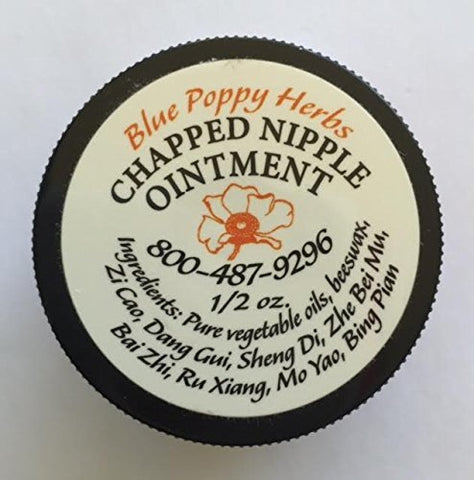 Blue Poppy Herbs
CHAPPED NIPPLE
OINTMENT
800-487-9296
1/2 oz.
Ingredients: Pure vegetable oils, beeswax,
Zi Cao, Dang Gui, Sheng Di, Zhe Bei Mu,
Bai Zhi, Ru Xiang, Mo Yao, Bing Pian